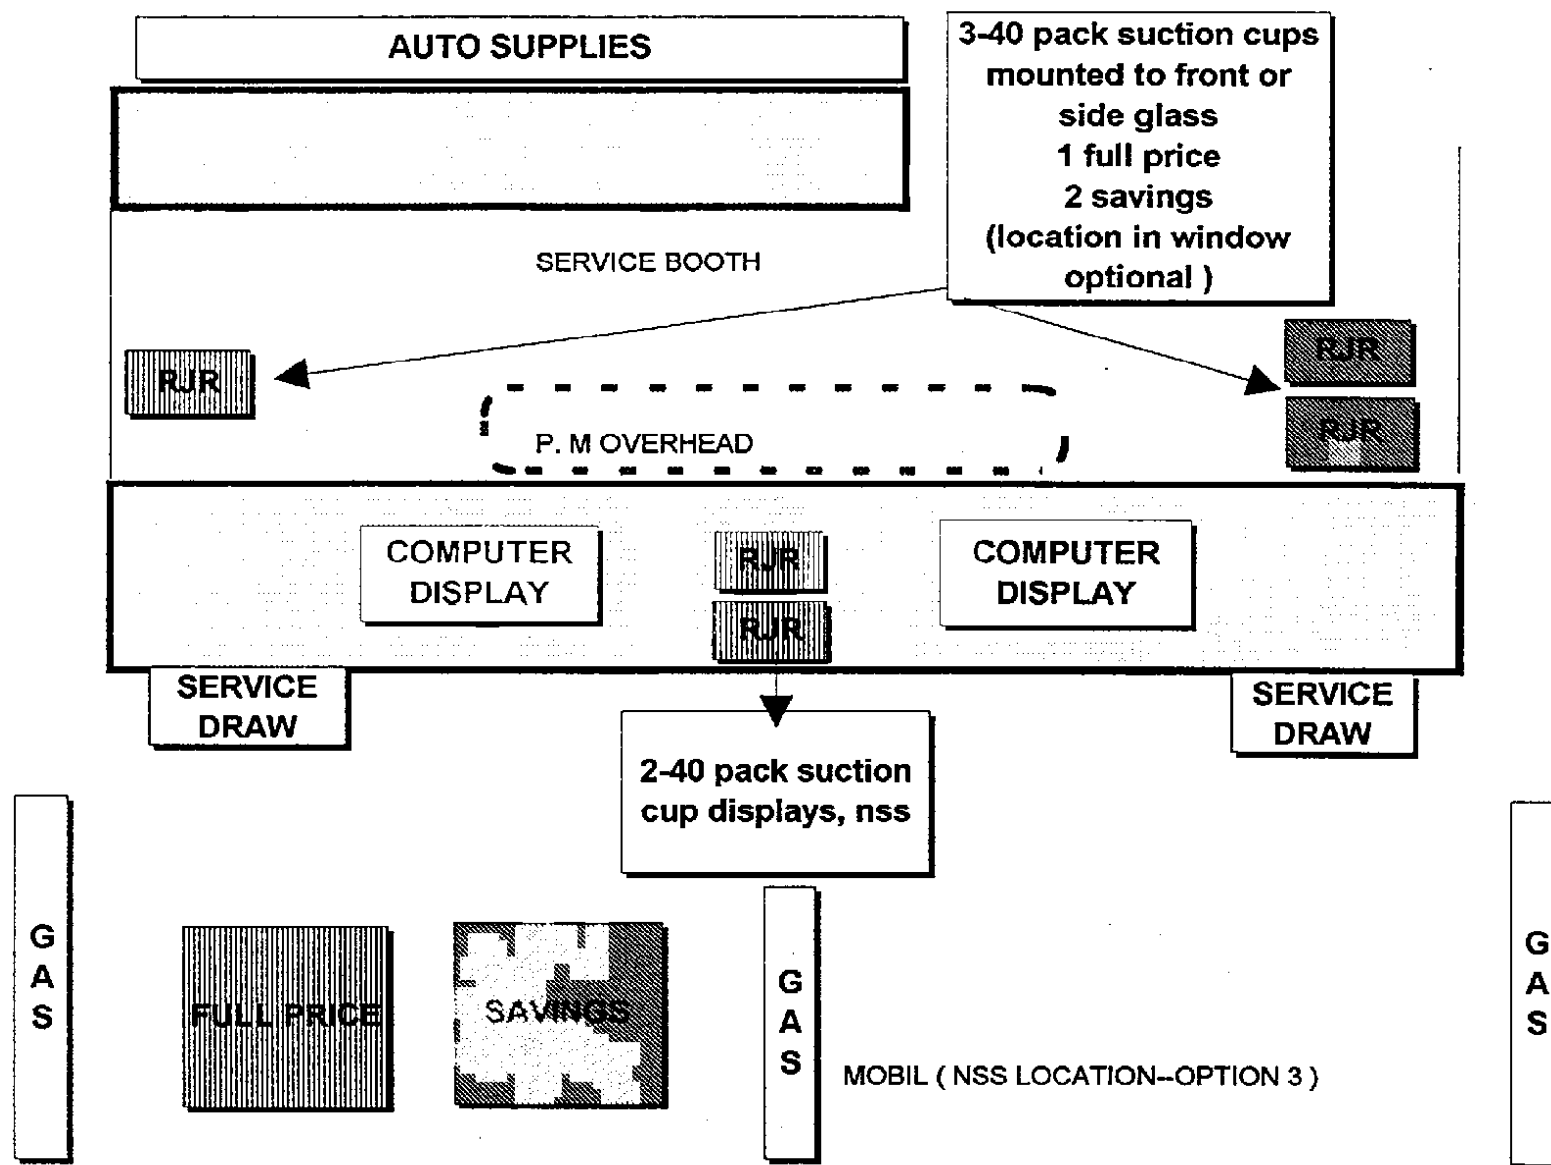 AUTO SUPPLIES
3-40 pack suction cups
mounted to front or
side glass
1 full price
2 savings
(location in window
optional )
SERVICE BOOTH
RJR
RJR
RJR
P. M OVERHEAD
COMPUTER
DISPLAY
RJR
RJR
COMPUTER
DISPLAY
SERVICE
DRAW
SERVICE
DRAW
2-40 pack suction
cup displays, nss
G
A
S
FULL PRICE
SAVINGS
G
A
S
G
A
S
MOBIL ( NSS LOCATION--OPTION 3 )